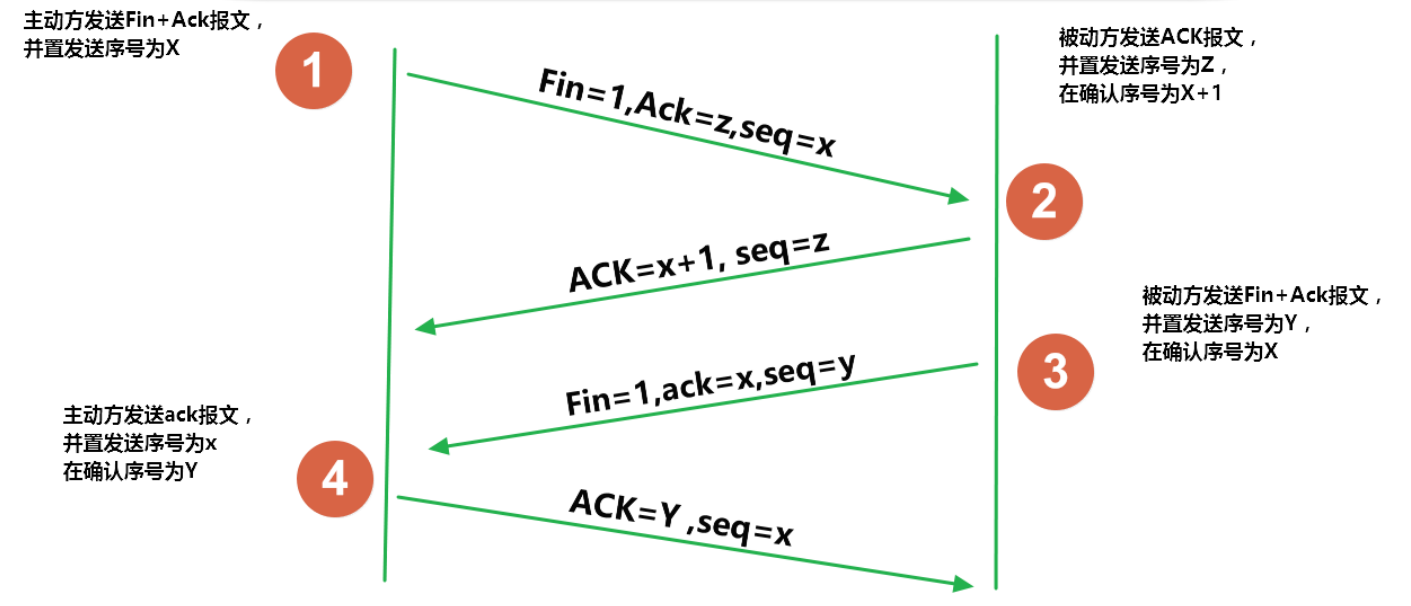 主动方发送Fin+Ack报文，
并置发送序号为X
1
Fin=1,Ack=z,seq=x
被动方发送ACK报文，
并置发送序号为Z，
在确认序号为X+1
2
ACK=x+1, seq=z
被动方发送Fin+Ack报文，
并置发送序号为Y，
在确认序号为X
3
Fin=1,ack=x,seq=y
主动方发送ack报文，
并置发送序号为x
在确认序号为Y
4
ACK=Y ,seq=x